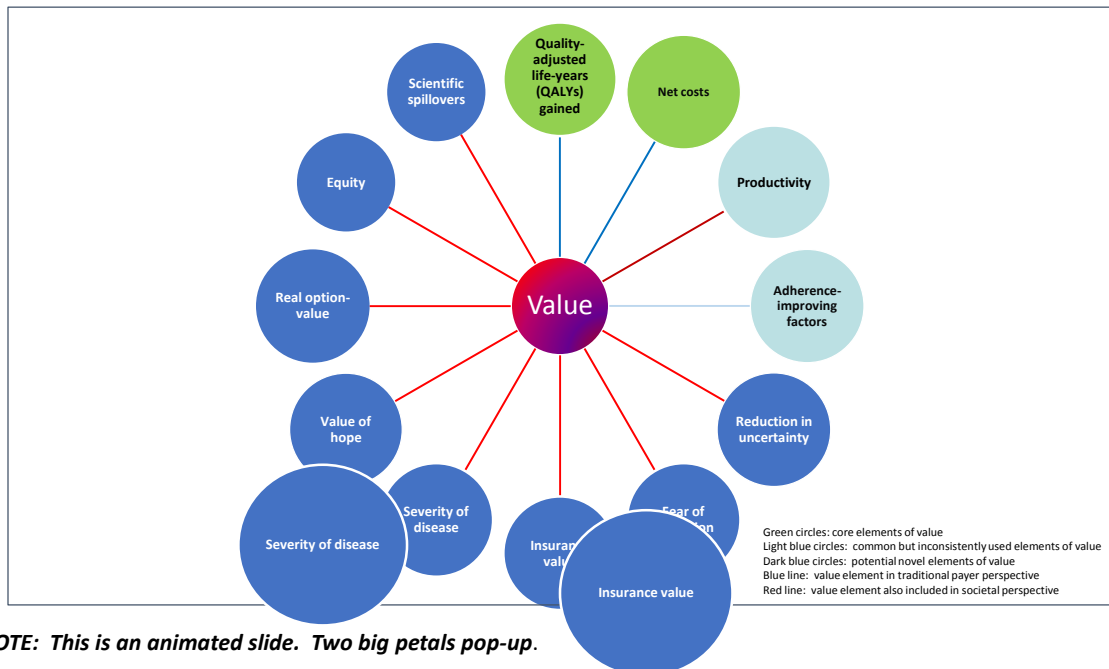 Quality-
adjusted
life-years
(QALYs)
gained
Net costs
Productivity
Adherence-
improving
factors
Reduction in
uncertainty
Fear of
Insurance value
Severity of
disease
Severity of disease
Value of
hope
Real option-
value
Equity
Scientific
spillovers
Value
Green circles: core elements of value
Light blue circles: common but inconsistently used elements of value
Dark blue circles: potential novel elements of value
Blue line: value element in traditional payer perspective
Red line: value element also included in societal perspective
OTE: This is an animated slide. Two big petals pop-up.